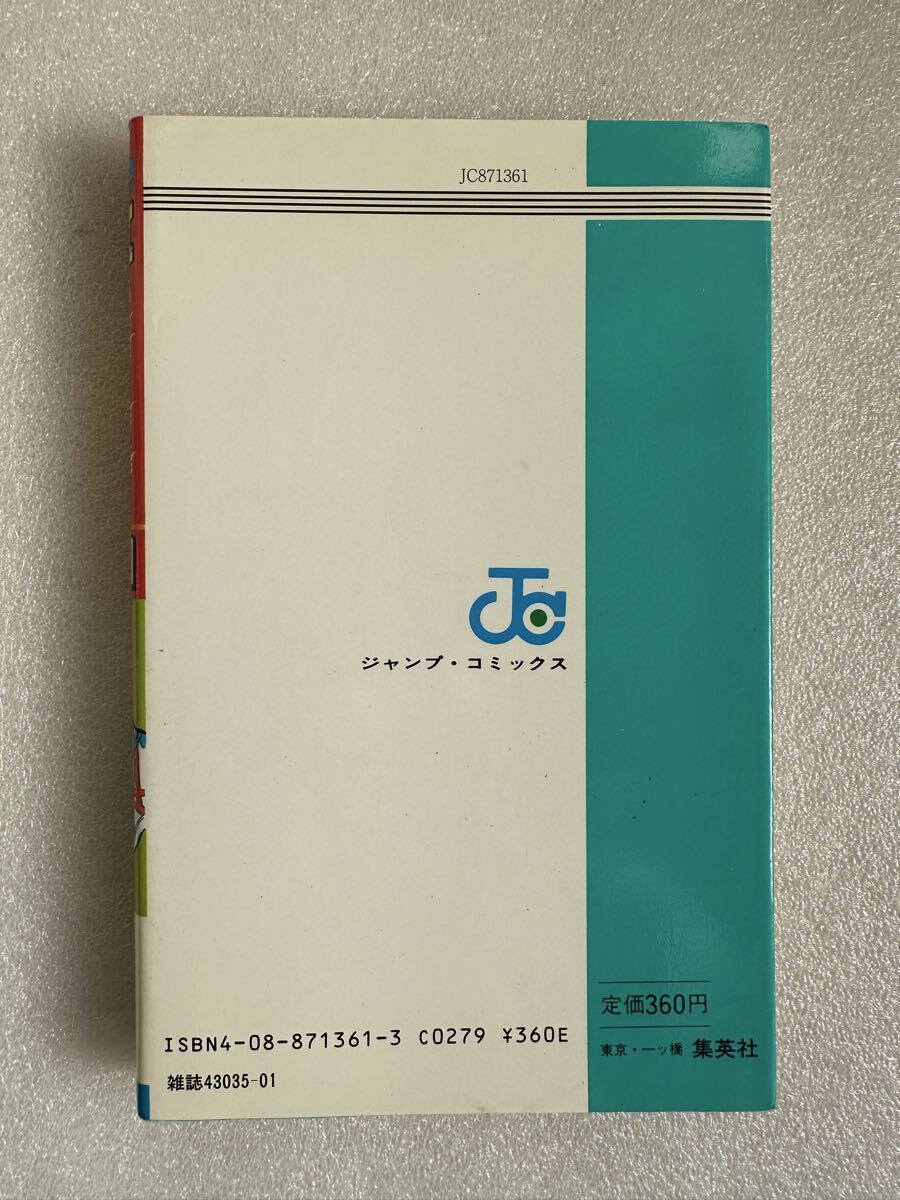 JC871361
ジャンプ・コミックス
定価360円
東京・一ッ橋 集英社
ISBN4-08-871361-3 C0279 ¥360E
雑誌43035-01